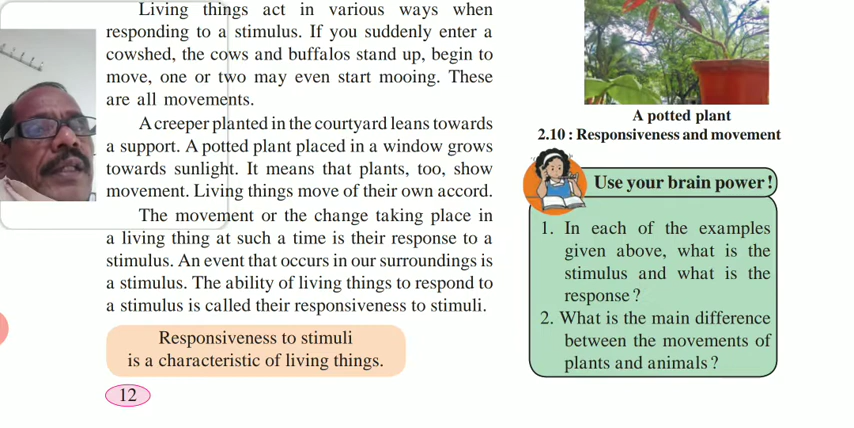 Living things act in various ways when
responding to a stimulus. If you suddenly enter a
cowshed, the cows and buffalos stand up, begin to
move, one or two may even start mooing. These
are all movements.
A creeper planted in the courtyard leans towards
a support. A potted plant placed in a window grows
towards sunlight. It means that plants, too, show
movement. Living things move of their own accord.
The movement or the change taking place in
a living thing at such a time is their response to a
stimulus. An event that occurs in our surroundings is
a stimulus. The ability of living things to respond to
a stimulus is called their responsiveness to stimuli.
Responsiveness to stimuli
is a characteristic of living things.
12
A potted plant
2.10 : Responsiveness and movement
Use your brain power !
1. In each of the examples
given above, what is the
stimulus and what is the
response ?
2. What is the main difference
between the movements of
plants and animals ?